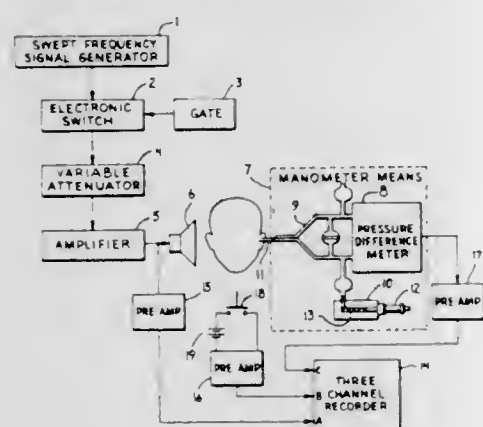 1
SWEPT FREQUENCY
SIGNAL GENERATOR
2
3
ELECTRONIC
SWITCH
GATE
4
VARIABLE
ATTENUATOR
5
AMPLIFIER
6
7
MANOMETER MEANS
8
9
PRESSURE
DIFFERENCE
METER
11
10
12
13
15
PRE AMP
18
19
PRE AMP
16
17
PRE AMP
14
C
THREE
CHANNEL
RECORDER
B
A